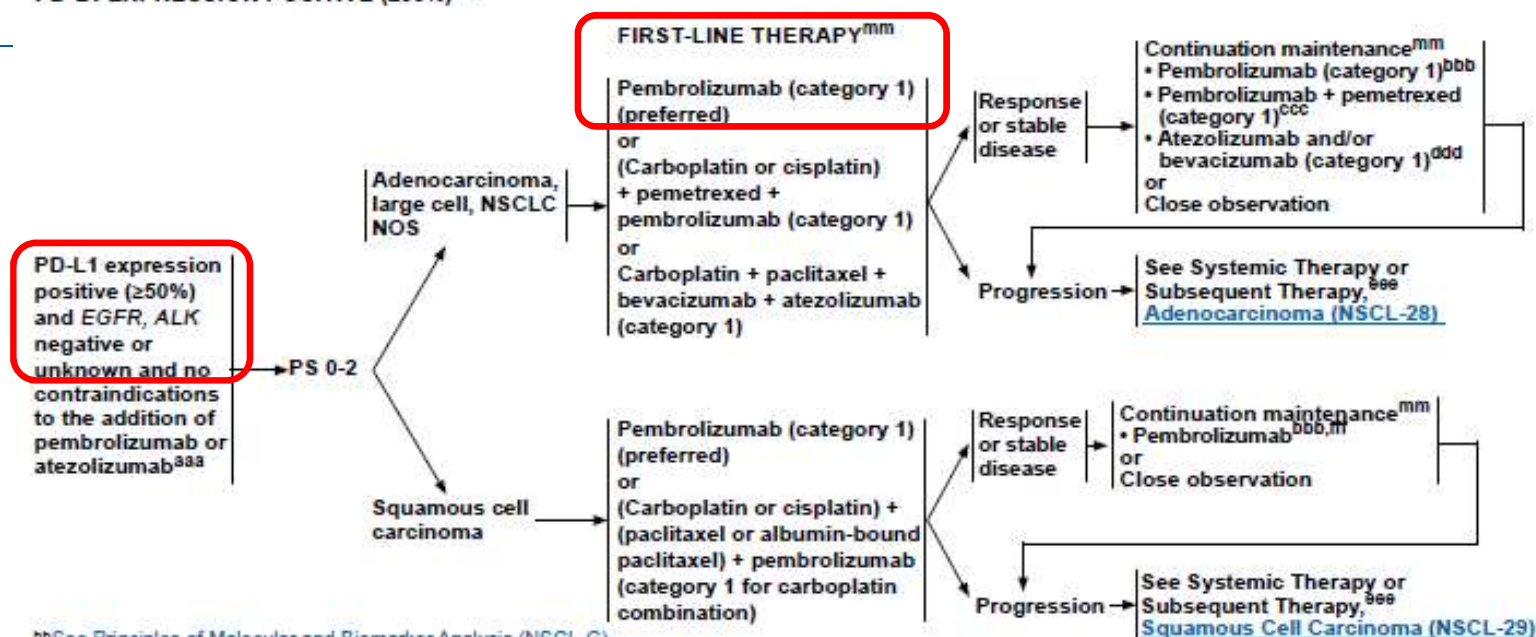 FIRST-LINE THERAPYmm
Pembrolizumab (category 1)
(preferred)
or
(Carboplatin or cisplatin)
+ pemetrexed +
pembrolizumab (category 1)
or
Carboplatin + paclitaxel +
bevacizumab + atezolizumab
(category 1)
Response
or stable
disease
Continuation maintenancemm
• Pembrolizumab (category 1)bbb
• Pembrolizumab + pemetrexed
(category 1)ccc
• Atezolizumab and/or
bevacizumab (category 1)ddd
or
Close observation
Adenocarcinoma,
large cell, NSCLC
NOS
PD-L1 expression
positive (≥50%)
and EGFR, ALK
negative or
unknown and no
contraindications
to the addition of
pembrolizumab or
atezolizumabaaa
PS 0-2
Progression
See Systemic Therapy or
Subsequent Therapy,eee
Adenocarcinoma (NSCL-28)
Squamous cell
carcinoma
Pembrolizumab (category 1)
(preferred)
or
(Carboplatin or cisplatin) +
(paclitaxel or albumin-bound
paclitaxel) + pembrolizumab
(category 1 for carboplatin
combination)
Response
or stable
disease
Continuation maintenancemm
• Pembrolizumabbbb,fff
or
Close observation
Progression
See Systemic Therapy or
Subsequent Therapy,eee
Squamous Cell Carcinoma (NSCL-29)